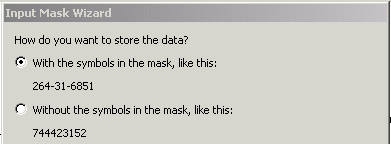 Input Mask Wizard
How do you want to store the data?
With the symbols in the mask, like this:
264-31-6851
Without the symbols in the mask, like this:
744423152